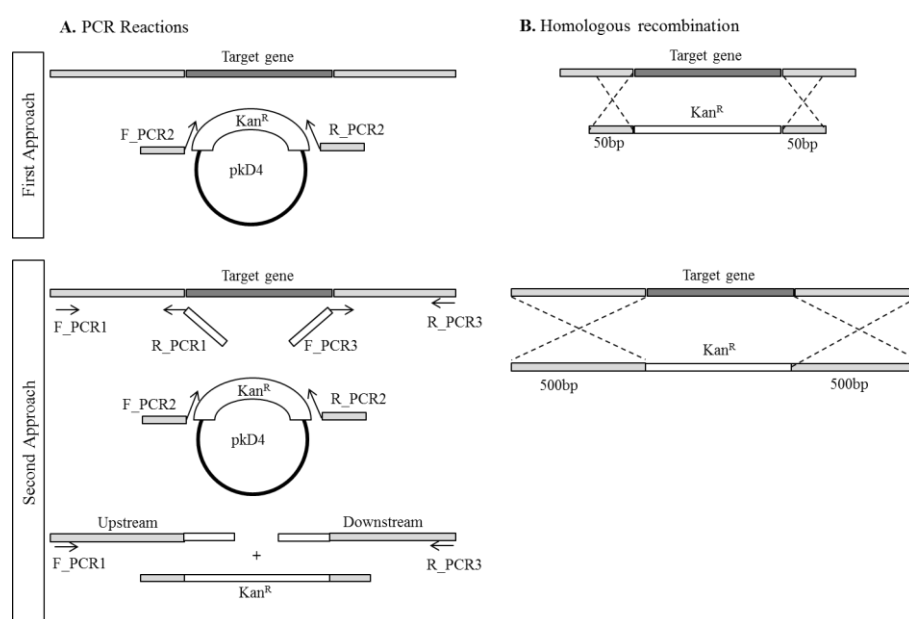 A. PCR Reactions
B. Homologous recombination
First Approach
Target gene
F_PCR2
Kan^R
R_PCR2
pkD4
Target gene
Kan^R
50bp
50bp
Second Approach
Target gene
F_PCR1
R_PCR1
F_PCR3
R_PCR3
F_PCR2
Kan^R
R_PCR2
pkD4
Upstream
Downstream
F_PCR1
+
R_PCR3
Kan^R
Target gene
Kan^R
500bp
500bp